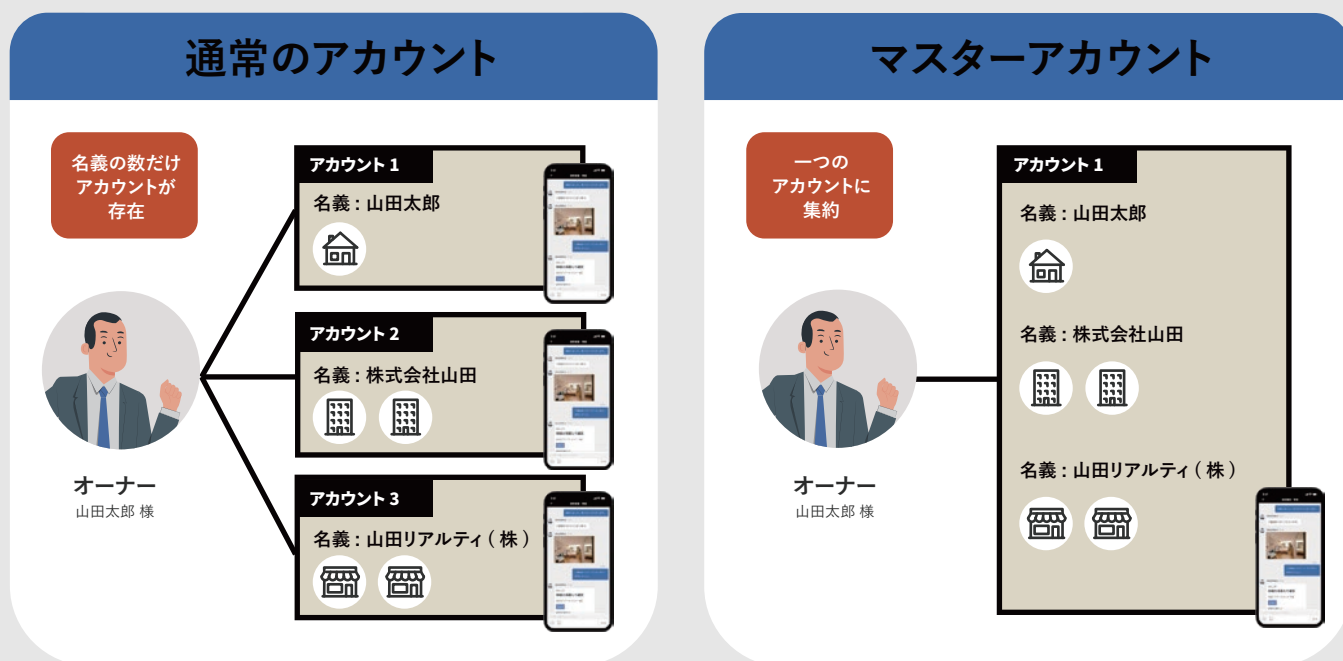 通常のアカウント
名義の数だけ
アカウントが
存在
オーナー
山田太郎 様
アカウント 1
名義 : 山田太郎
アカウント 2
名義 : 株式会社山田
アカウント 3
名義 : 山田リアルティ ( 株 )
マスターアカウント
一つの
アカウントに
集約
オーナー
山田太郎 様
アカウント 1
名義 : 山田太郎
名義 : 株式会社山田
名義 : 山田リアルティ ( 株 )